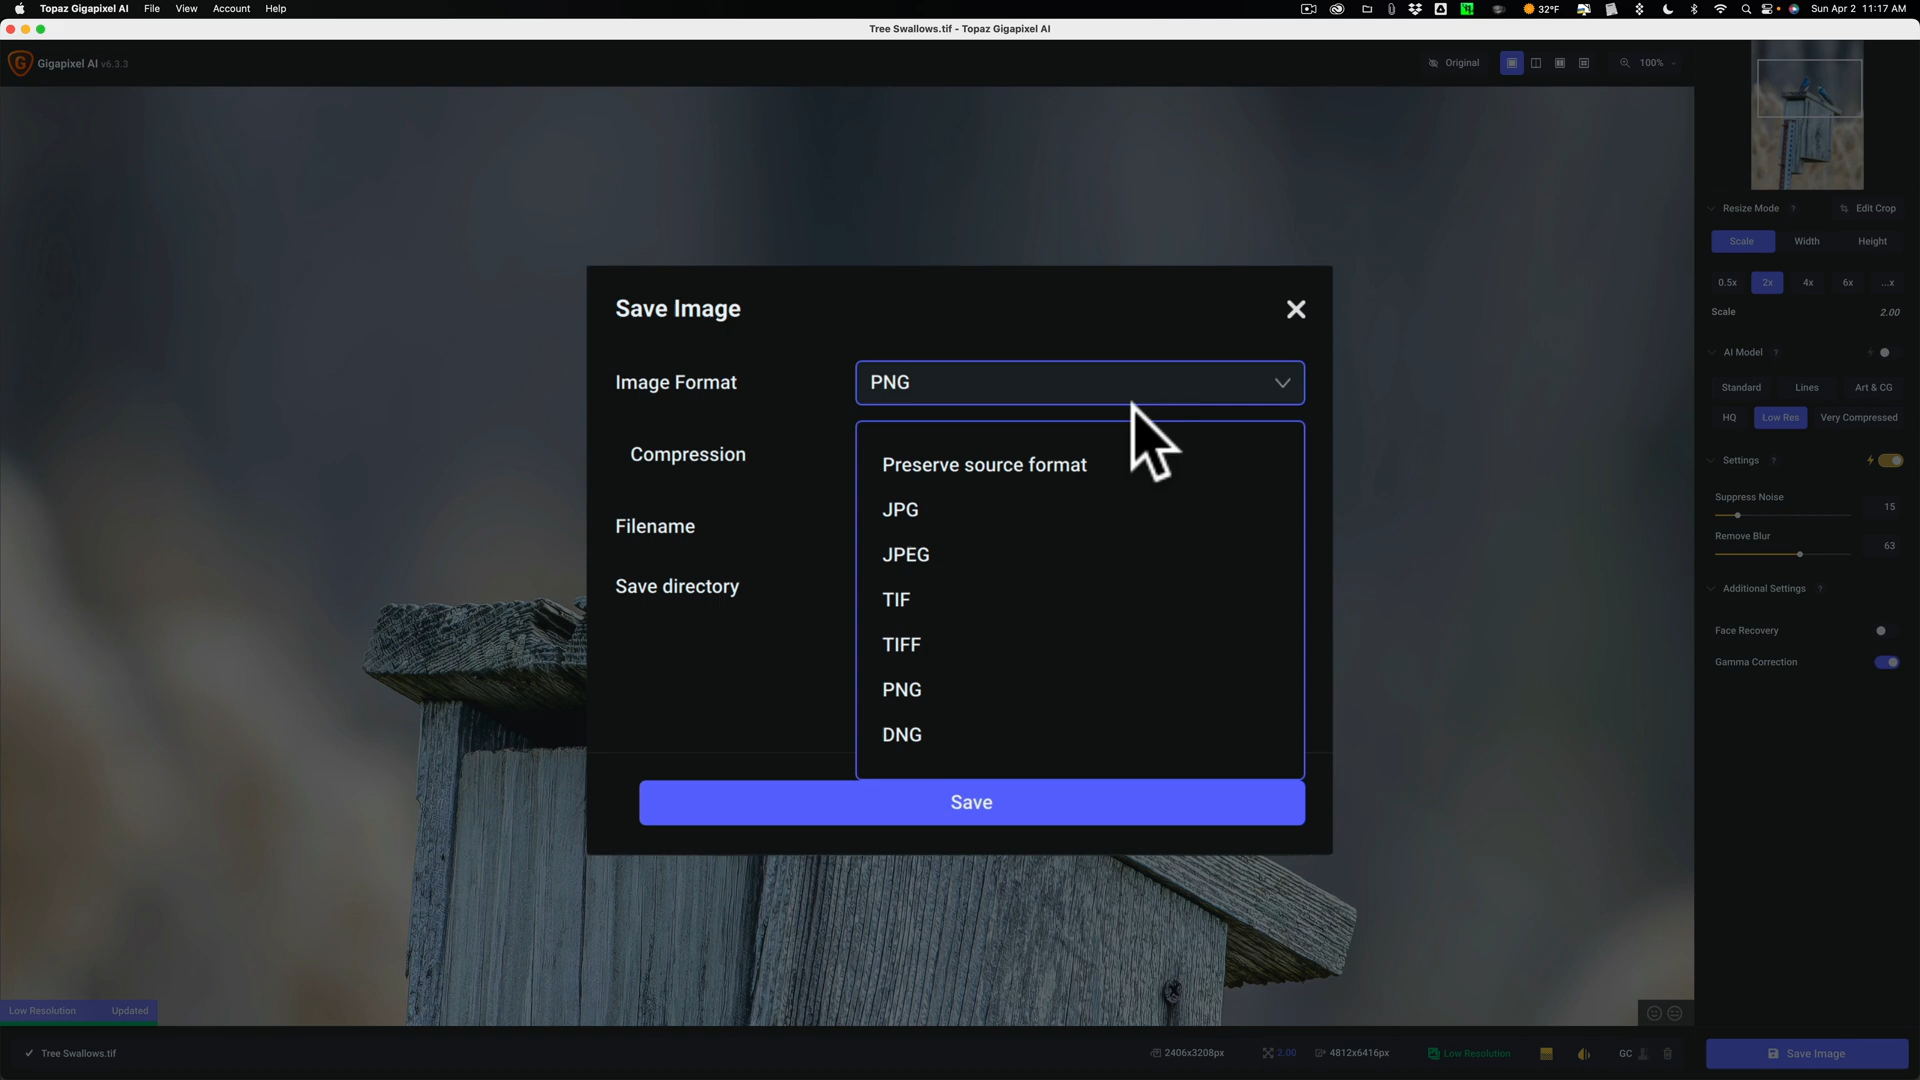 Topaz Gigapixel AI File View Account Help 32°F Sun Apr 2 11:17 AM
Tree Swallows.tif - Topaz Gigapixel AI
Gigapixel AI v6.3.3 Original 100%
Resize Mode ? Edit Crop
Scale Width Height
0.5x 2x 4x 6x ...x
Scale 2.00
AI Model ?
Standard Lines Art & CG
HQ Low Res Very Compressed
Settings ?
Suppress Noise 15
Remove Blur 63
Additional Settings ?
Face Recovery
Gamma Correction
Save Image
Image Format PNG
Compression
Filename
Save directory
Preserve source format
JPG
JPEG
TIF
TIFF
PNG
DNG
Save
Low Resolution Updated
Tree Swallows.tif 2406x3208px 2.00 4812x6416px Low Resolution GC Save Image